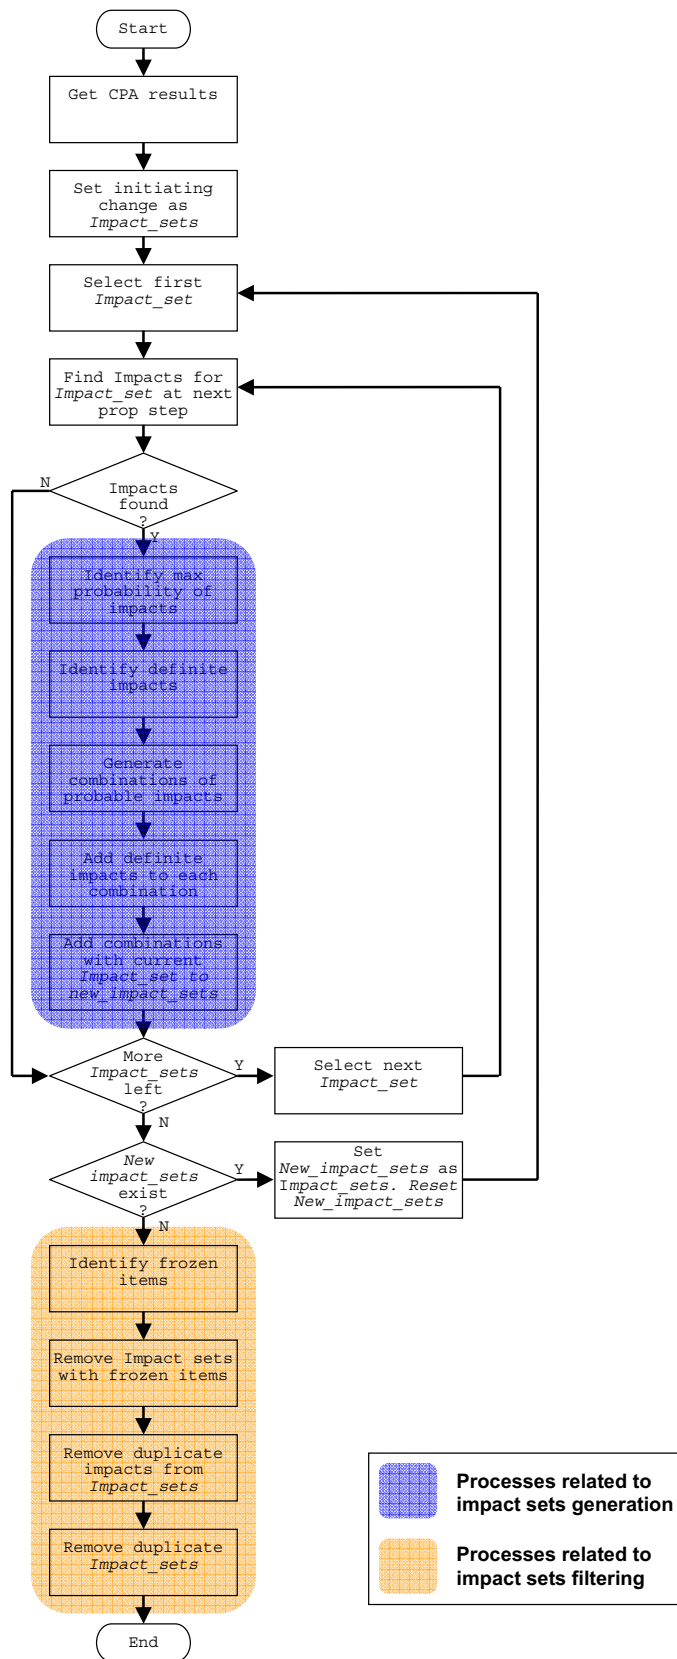 Start
Get CPA results
Set initiating
change as
Impact_sets
Select first
Impact_set
Find Impacts for
Impact_set at next
prop step
N
Impacts
found
?
Y
Identify max
probability of
impacts
Identify definite
impacts
Generate
combinations of
probable impacts
Add definite
impacts to each
combination
Add combinations
with current
Impact_set to
new_impact_sets
More
Impact_sets
left
?
Y
Select next
Impact_set
N
New
impact_sets
exist
?
Y
Set
New_impact_sets as
Impact_sets. Reset
New_impact_sets
N
Identify frozen
items
Remove Impact sets
with frozen items
Remove duplicate
impacts from
Impact_sets
Remove duplicate
Impact_sets
End
Processes related to
impact sets generation
Processes related to
impact sets filtering